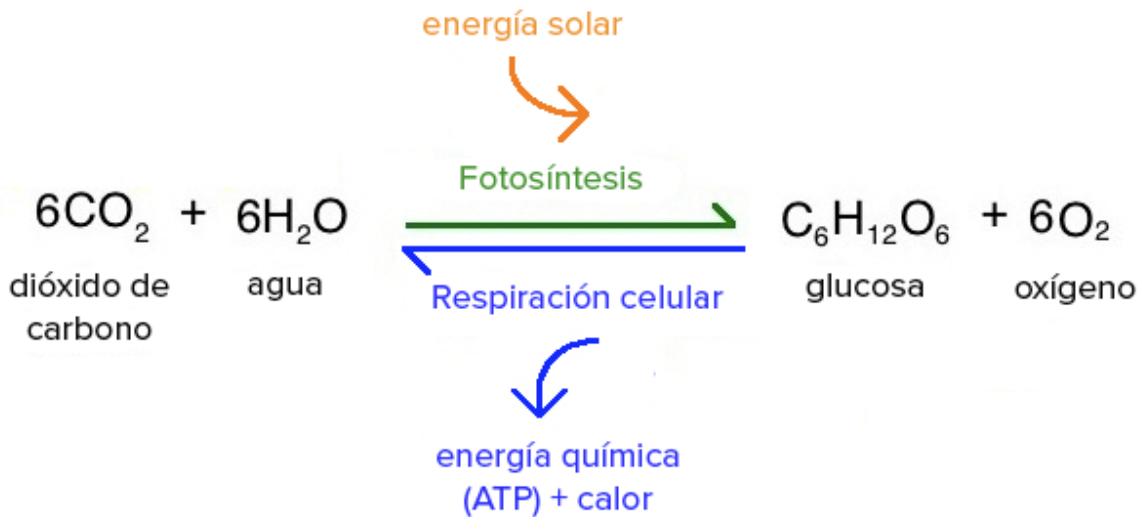 energía solar
Fotosíntesis
6CO₂ + 6H₂O C₆H₁₂O₆ + 6O₂
dióxido de carbono agua glucosa oxígeno
Respiración celular
energía química
(ATP) + calor